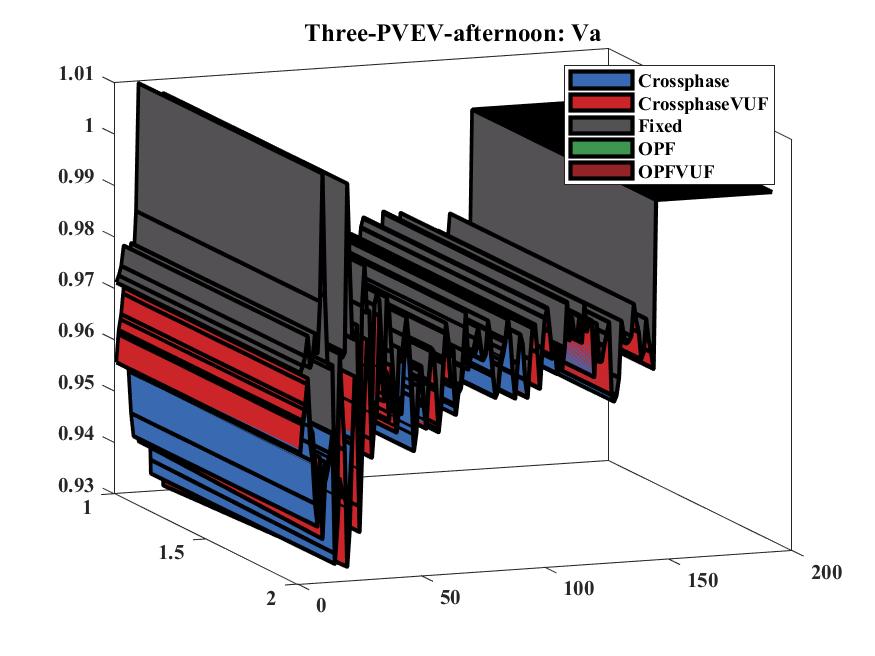 Three-PVEV-afternoon: Va
Crossphase
CrossphaseVUF
Fixed
OPF
OPFVUF
1.01
1
0.99
0.98
0.97
0.96
0.95
0.94
0.93
1
1.5
2
0
50
100
150
200